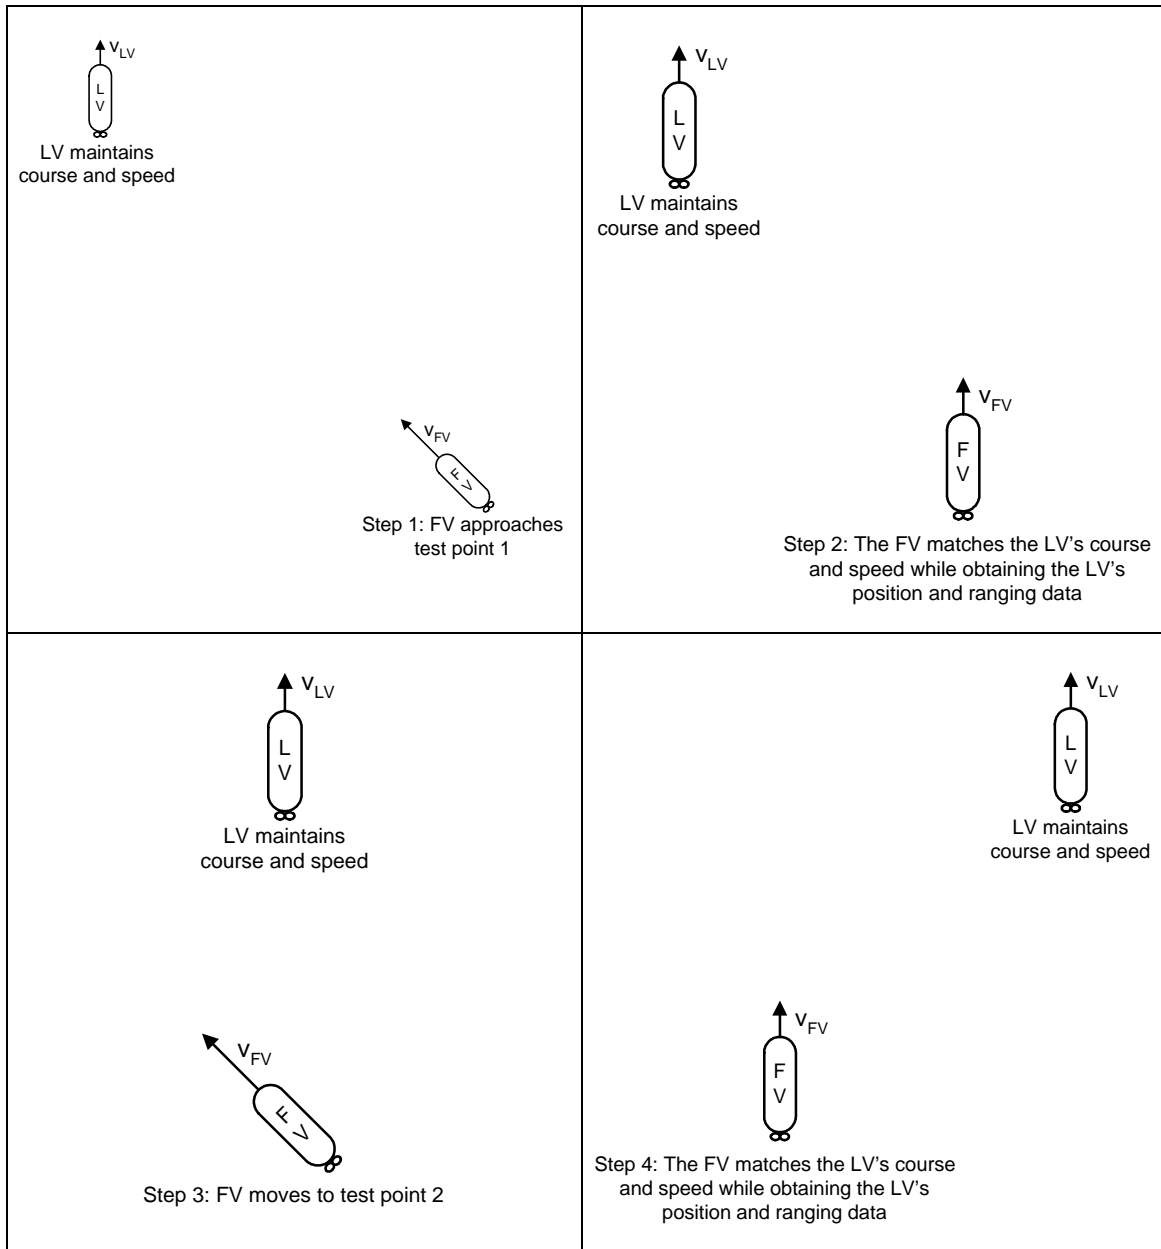 v_LV
L
V
LV maintains
course and speed
v_FV
F
V
Step 1: FV approaches
test point 1
v_LV
L
V
LV maintains
course and speed
v_FV
F
V
Step 2: The FV matches the LV’s course
and speed while obtaining the LV’s
position and ranging data
v_LV
L
V
LV maintains
course and speed
v_FV
F
V
Step 3: FV moves to test point 2
v_LV
L
V
LV maintains
course and speed
v_FV
F
V
Step 4: The FV matches the LV’s course
and speed while obtaining the LV’s
position and ranging data